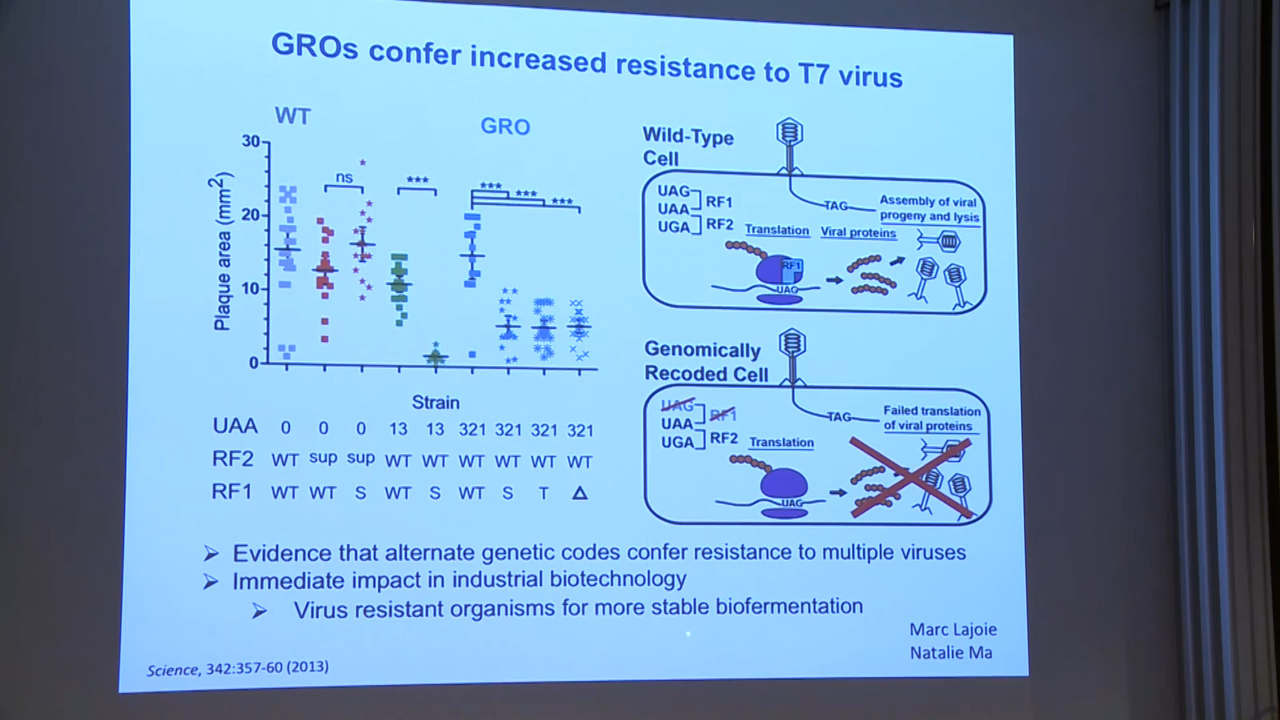 GROs confer increased resistance to T7 virus
WT
GRO
30
20
10
0
Plaque area (mm²)
ns
***
***
***
***
Strain
UAA 0 0 0 13 13 321 321 321 321
RF2 WT sup sup WT WT WT WT WT WT
RF1 WT WT S WT S WT S T Δ
Wild-Type
Cell
UAG
UAA
UGA
RF1
RF2
TAG
Translation
Viral proteins
Assembly of viral
progeny and lysis
RF1
UAG
Genomically
Recoded Cell
UAG
UAA
UGA
RF1
RF2
TAG
Translation
Failed translation
of viral proteins
UAG
➢ Evidence that alternate genetic codes confer resistance to multiple viruses
➢ Immediate impact in industrial biotechnology
➢ Virus resistant organisms for more stable biofermentation
Marc Lajoie
Natalie Ma
Science, 342:357-60 (2013)